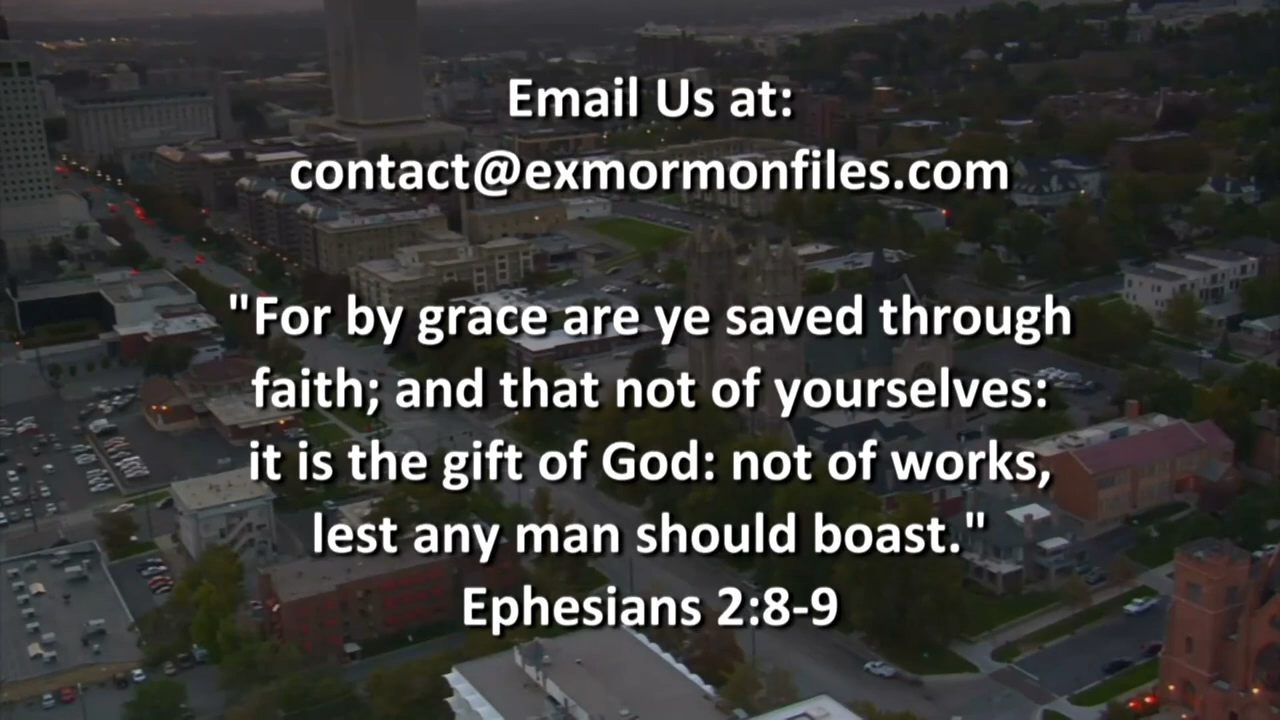 Email Us at:
contact@exmormonfiles.com
"For by grace are ye saved through
faith; and that not of yourselves:
it is the gift of God: not of works,
lest any man should boast."
Ephesians 2:8-9